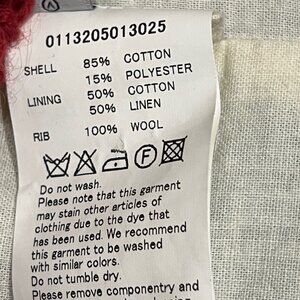 0113205013025
SHELL 85% COTTON
15% POLYESTER
LINING 50% COTTON
50% LINEN
RIB 100% WOOL
F
Do not wash.
Please note that this garment
may stain other articles of
clothing due to the dye that
has been used. We recommend
this garment to be washed
with similar colors.
Do not tumble dry.
Please remove componentry and